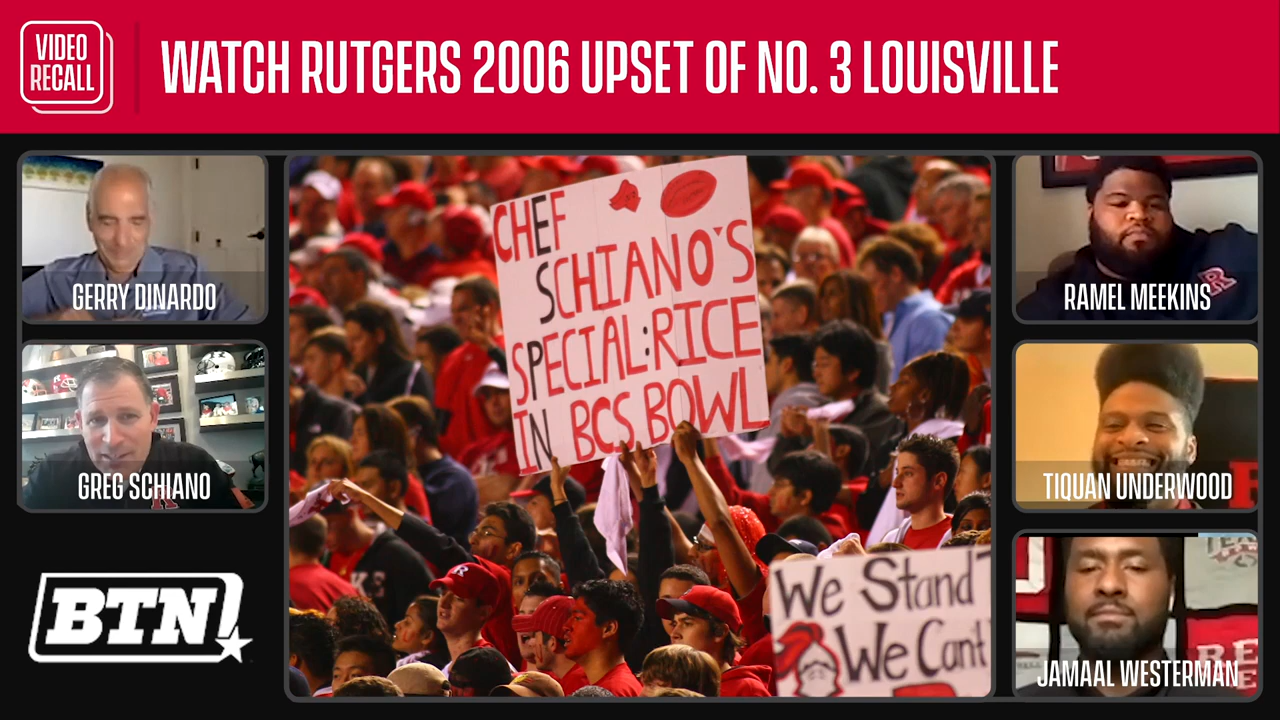 VIDEO
RECALL
WATCH RUTGERS 2006 UPSET OF NO. 3 LOUISVILLE
GERRY DINARDO
GREG SCHIANO
BTN
CHEF
SCHIANO'S
SPECIAL:RICE
IN BCS BOWL
We Stand
We Cant
RAMEL MEEKINS
R
TIQUAN UNDERWOOD
R
JAMAAL WESTERMAN